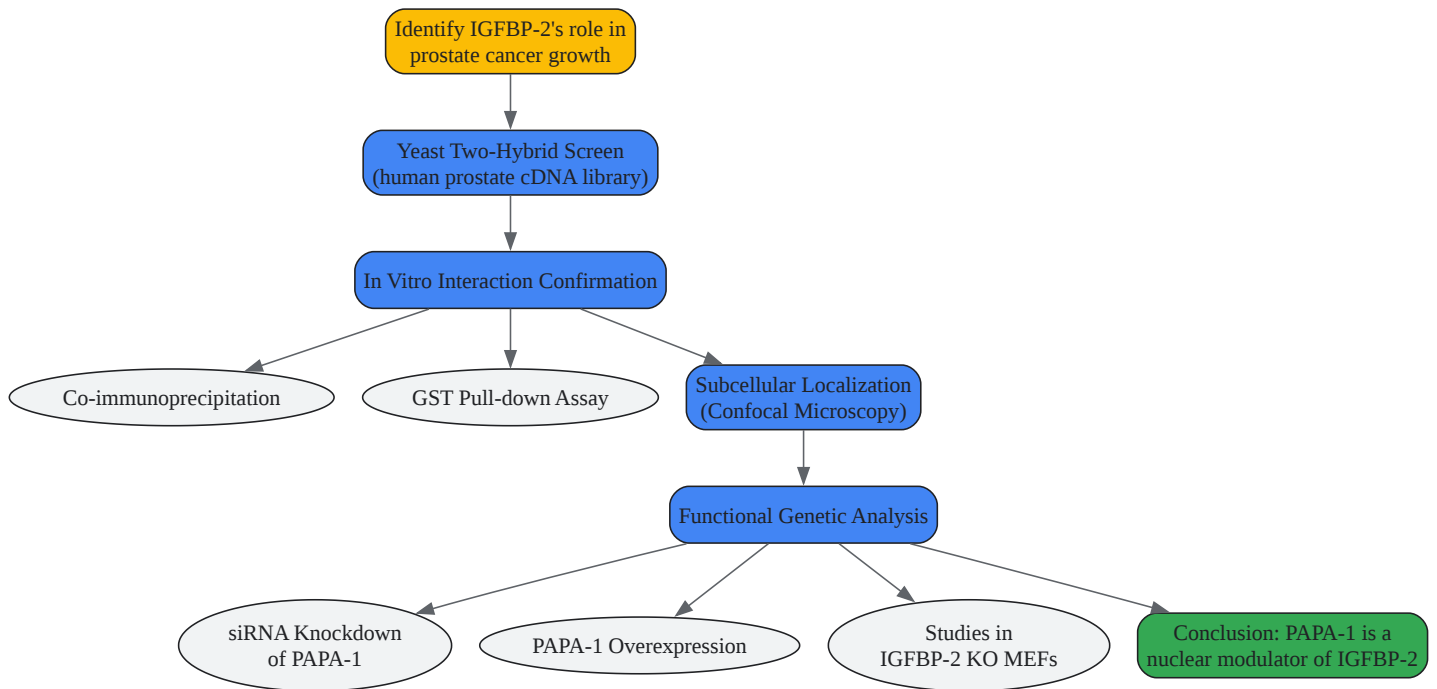 Identify IGFBP-2's role in
prostate cancer growth
Yeast Two-Hybrid Screen
(human prostate cDNA library)
In Vitro Interaction Confirmation
Co-immunoprecipitation
GST Pull-down Assay
Subcellular Localization
(Confocal Microscopy)
Functional Genetic Analysis
siRNA Knockdown
of PAPA-1
PAPA-1 Overexpression
Studies in
IGFBP-2 KO MEFs
Conclusion: PAPA-1 is a
nuclear modulator of IGFBP-2